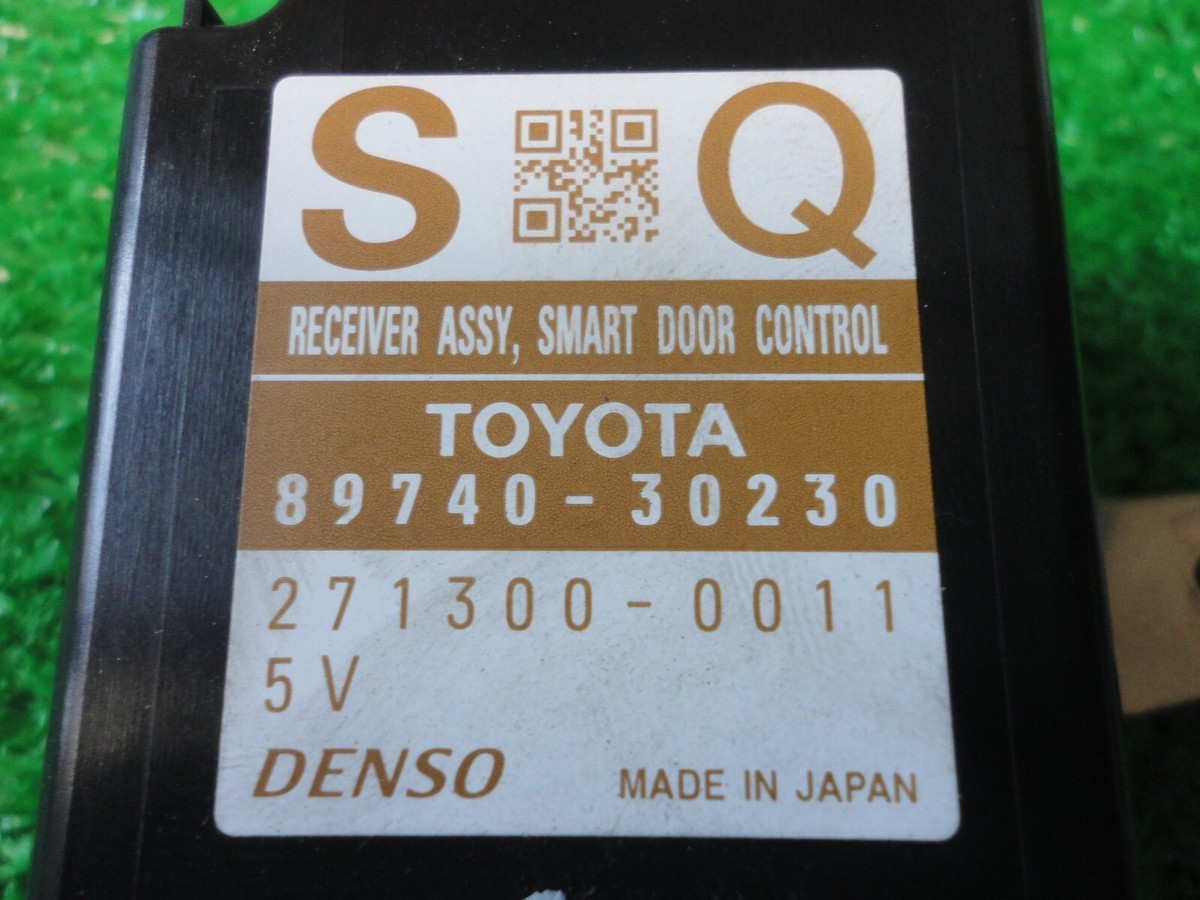 S Q
RECEIVER ASSY, SMART DOOR CONTROL
TOYOTA
89740-30230
271300-0011
5V
DENSO MADE IN JAPAN